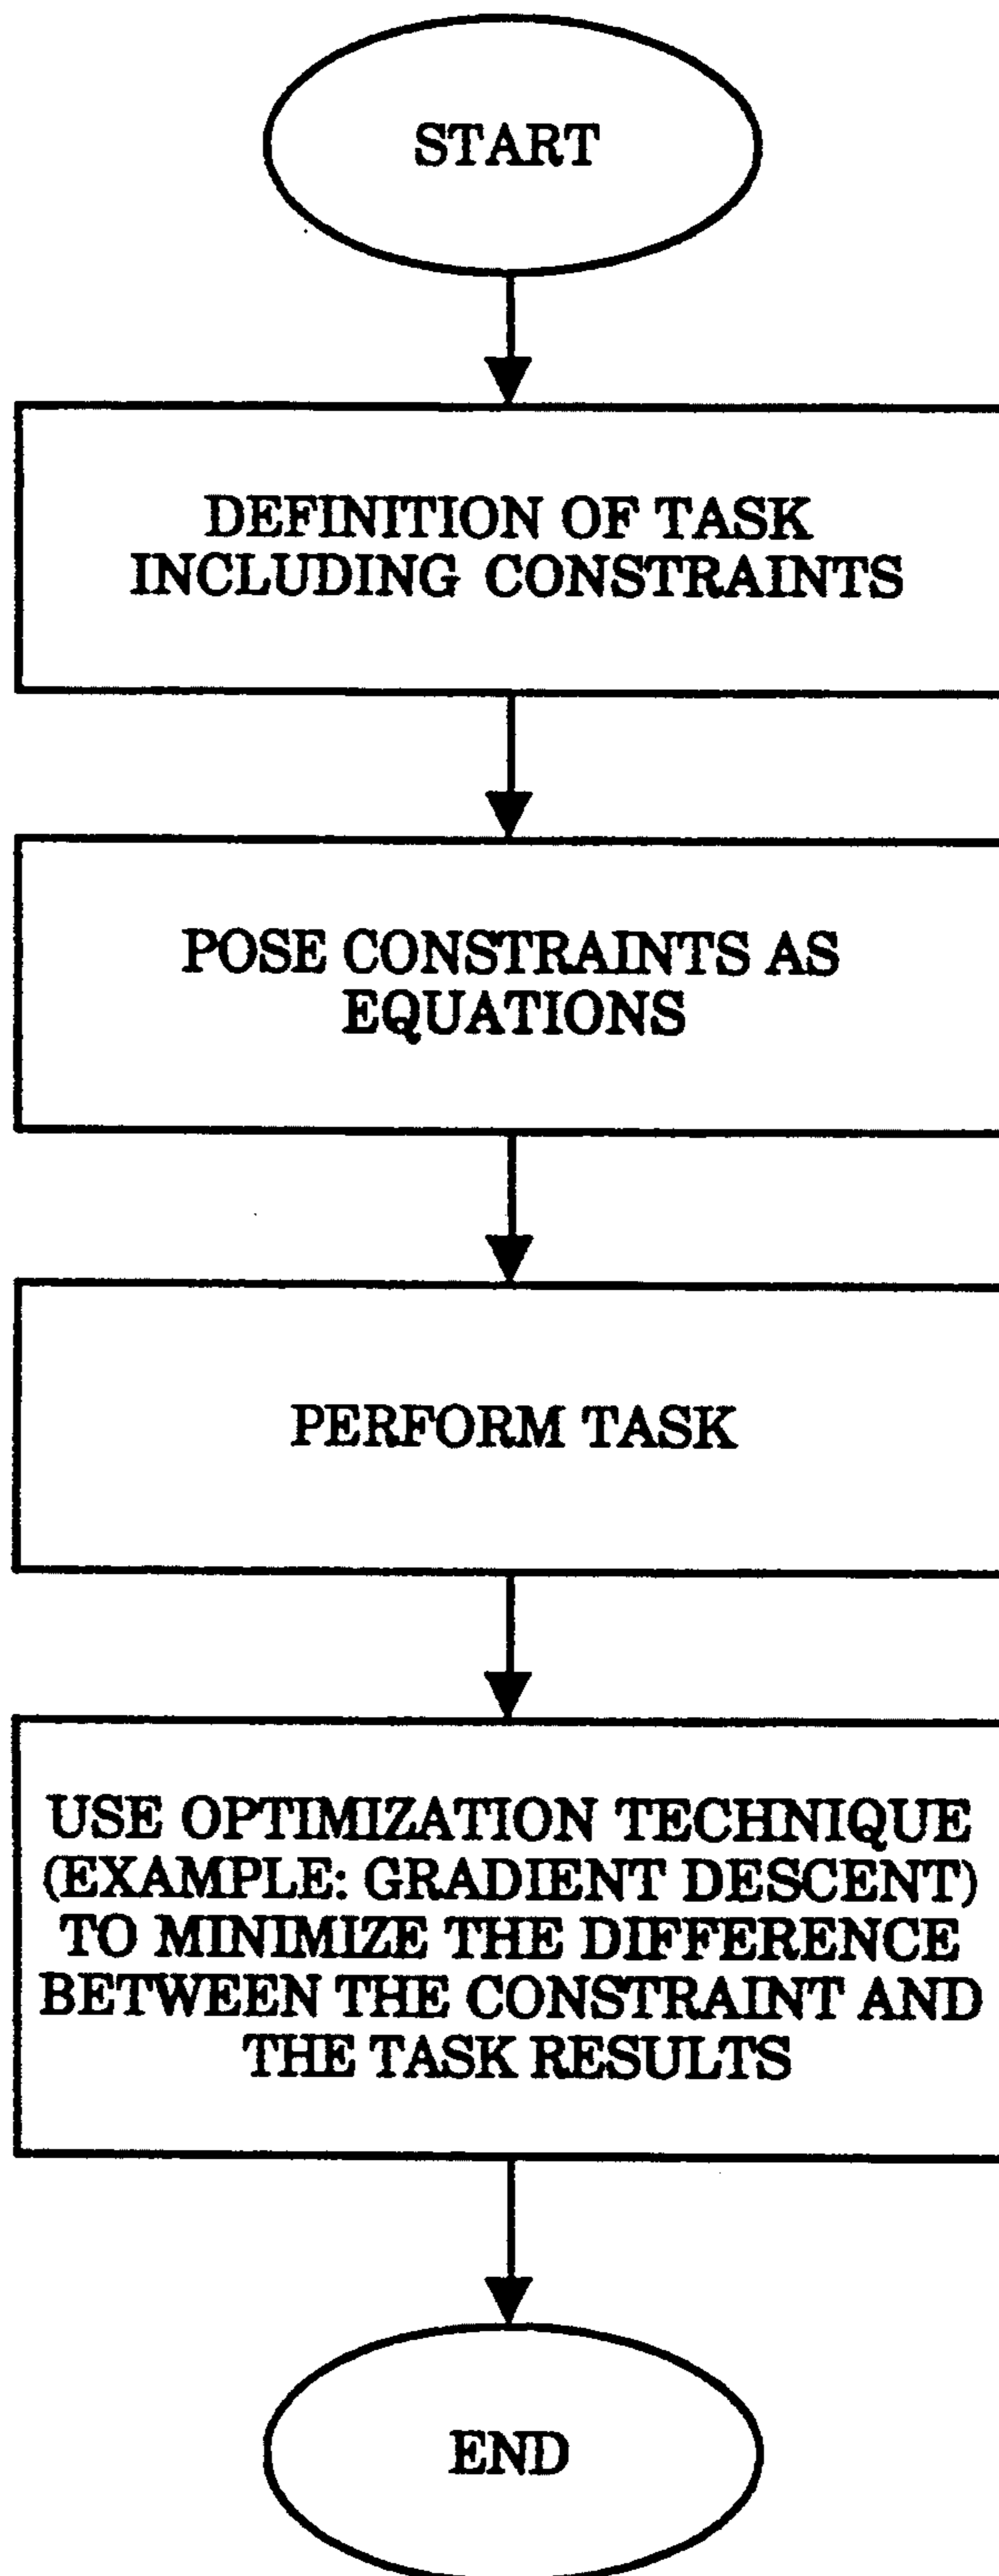 START
DEFINITION OF TASK
INCLUDING CONSTRAINTS
POSE CONSTRAINTS AS
EQUATIONS
PERFORM TASK
USE OPTIMIZATION TECHNIQUE
(EXAMPLE: GRADIENT DESCENT)
TO MINIMIZE THE DIFFERENCE
BETWEEN THE CONSTRAINT AND
THE TASK RESULTS
END